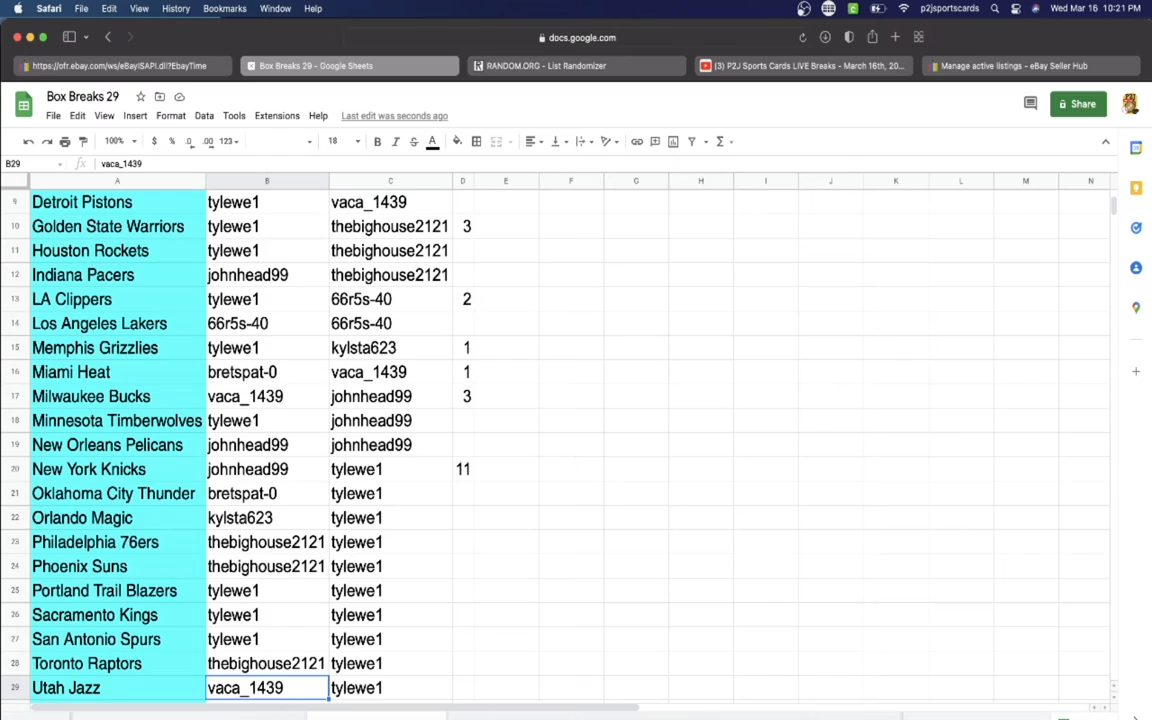 Safari File Edit View History Bookmarks Window Help p2jsportscards Wed Mar 16 10:21 PM
docs.google.com
https://ofr.ebay.com/ws/eBayISAPI.dll?EbayTime Box Breaks 29 - Google Sheets RANDOM.ORG - List Randomizer (3) P2J Sports Cards LIVE Breaks - March 16th, 20... Manage active listings - eBay Seller Hub
Box Breaks 29
File Edit View Insert Format Data Tools Extensions Help Last edit was seconds ago Share
100% $ % .0 .00 123 18 B I S A
B29 fx vaca_1439
A B C D E F G H I J K L M N
9 Detroit Pistons tylewe1 vaca_1439
10 Golden State Warriors tylewe1 thebighouse2121 3
11 Houston Rockets tylewe1 thebighouse2121
12 Indiana Pacers johnhead99 thebighouse2121
13 LA Clippers tylewe1 66r5s-40 2
14 Los Angeles Lakers 66r5s-40 66r5s-40
15 Memphis Grizzlies tylewe1 kylsta623 1
16 Miami Heat bretspat-0 vaca_1439 1
17 Milwaukee Bucks vaca_1439 johnhead99 3
18 Minnesota Timberwolves tylewe1 johnhead99
19 New Orleans Pelicans johnhead99 johnhead99
20 New York Knicks johnhead99 tylewe1 11
21 Oklahoma City Thunder bretspat-0 tylewe1
22 Orlando Magic kylsta623 tylewe1
23 Philadelphia 76ers thebighouse2121 tylewe1
24 Phoenix Suns thebighouse2121 tylewe1
25 Portland Trail Blazers tylewe1 tylewe1
26 Sacramento Kings tylewe1 tylewe1
27 San Antonio Spurs tylewe1 tylewe1
28 Toronto Raptors thebighouse2121 tylewe1
29 Utah Jazz vaca_1439 tylewe1